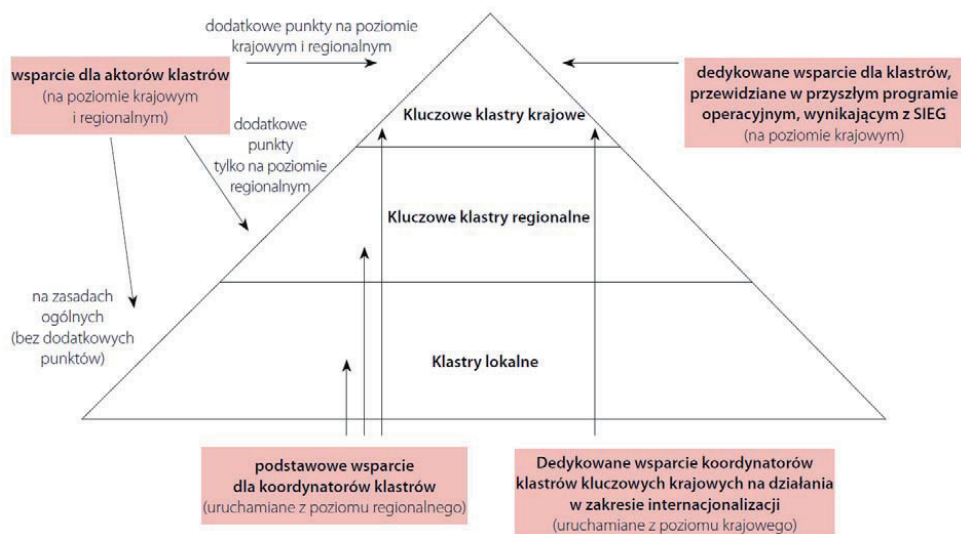 dodatkowe punkty na poziomie
krajowym i regionalnym
wsparcie dla aktorów klastrów
(na poziomie krajowym
i regionalnym)
dedykowane wsparcie dla klastrów,
przewidziane w przyszłym programie
operacyjnym, wynikającym z SIEG
(na poziomie krajowym)
Kluczowe klastry krajowe
dodatkowe
punkty
tylko na poziomie
regionalnym
Kluczowe klastry regionalne
na zasadach
ogólnych
(bez dodatkowych
punktów)
Klastry lokalne
podstawowe wsparcie
dla koordynatorów klastrów
(uruchamiane z poziomu regionalnego)
Dedykowane wsparcie koordynatorów
klastrów kluczowych krajowych na działania
w zakresie internacjonalizacji
(uruchamiane z poziomu krajowego)